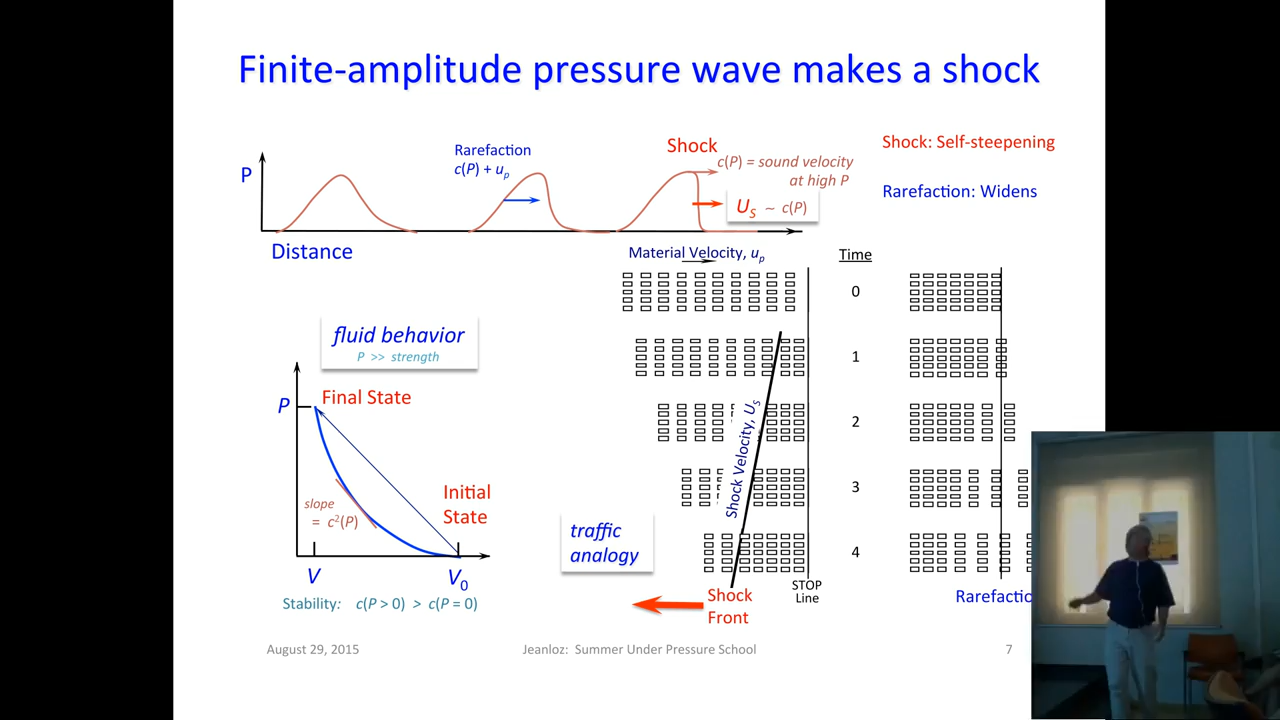 Finite-amplitude pressure wave makes a shock
P
Rarefaction
c(P) + uₚ
Shock
c(P) = sound velocity
at high P
U_S ~ c(P)
Shock: Self-steepening
Rarefaction: Widens
Distance
Material Velocity, uₚ
Time
0
1
2
3
4
fluid behavior
P >> strength
P
Final State
Initial
State
slope
= c²(P)
V
V₀
Stability: c(P > 0) > c(P = 0)
Shock Velocity, U_S
traffic
analogy
STOP
Line
Shock
Front
Rarefactio
August 29, 2015
Jeanloz: Summer Under Pressure School
7